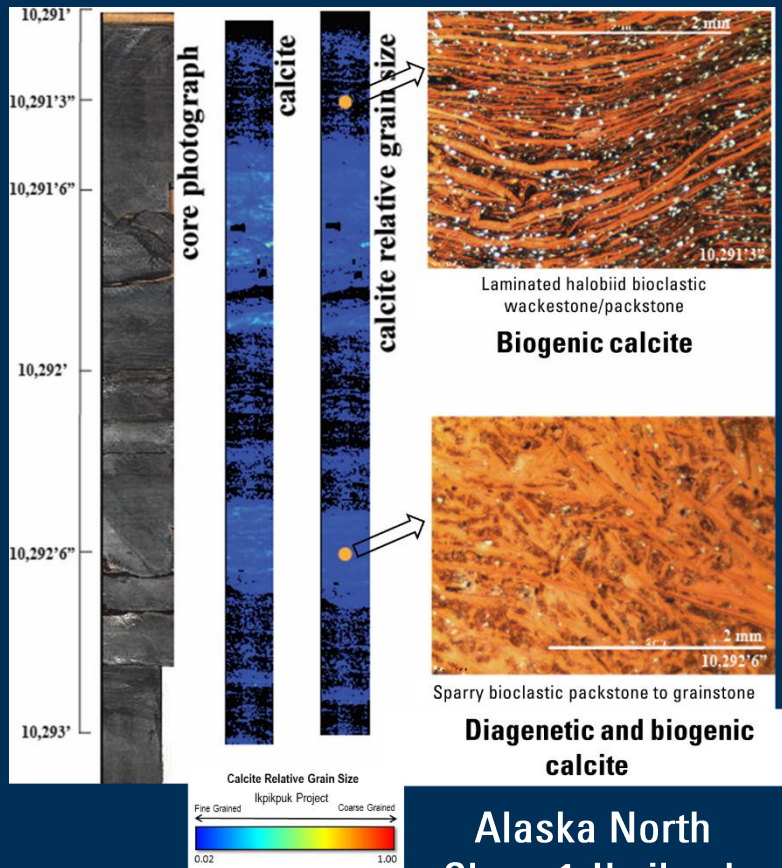 10,291'
10,291'3”
10,291'6”
10,292'
10,292'6”
10,293'
core photograph
calcite
calcite relative grain size
2 mm
10,291'3”
Laminated halobiid bioclastic
wackestone/packstone
Biogenic calcite
2 mm
10,292'6”
Sparry bioclastic packstone to grainstone
Diagenetic and biogenic
calcite
Calcite Relative Grain Size
Ikpikpuk Project
Fine Grained
Coarse Grained
0.02
1.00
Alaska North